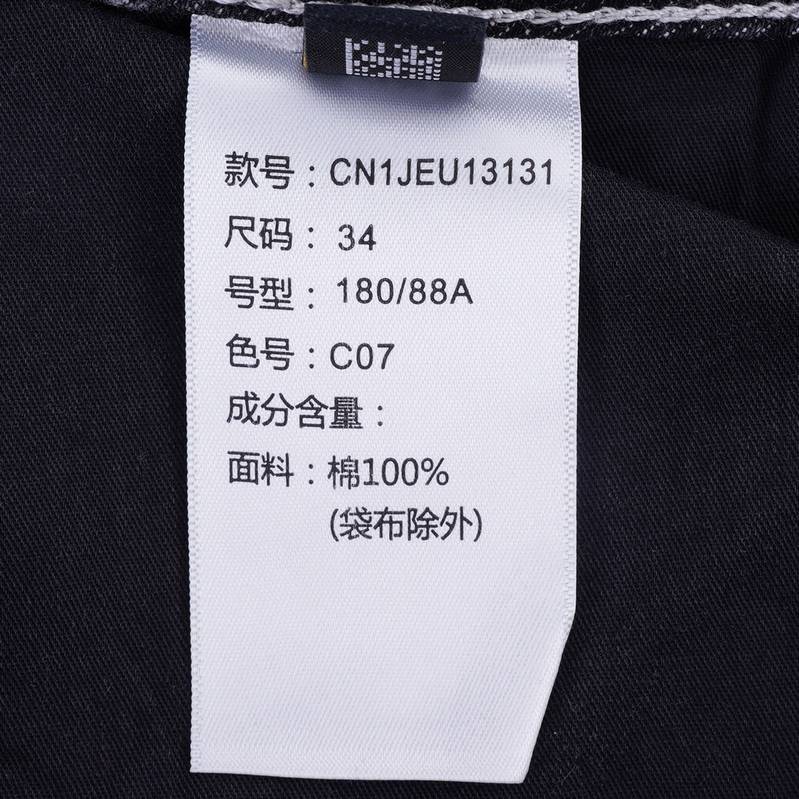 款号：CN1JEU13131
尺码：34
号型：180/88A
色号：C07
成分含量：
面料：棉100%
(袋布除外)